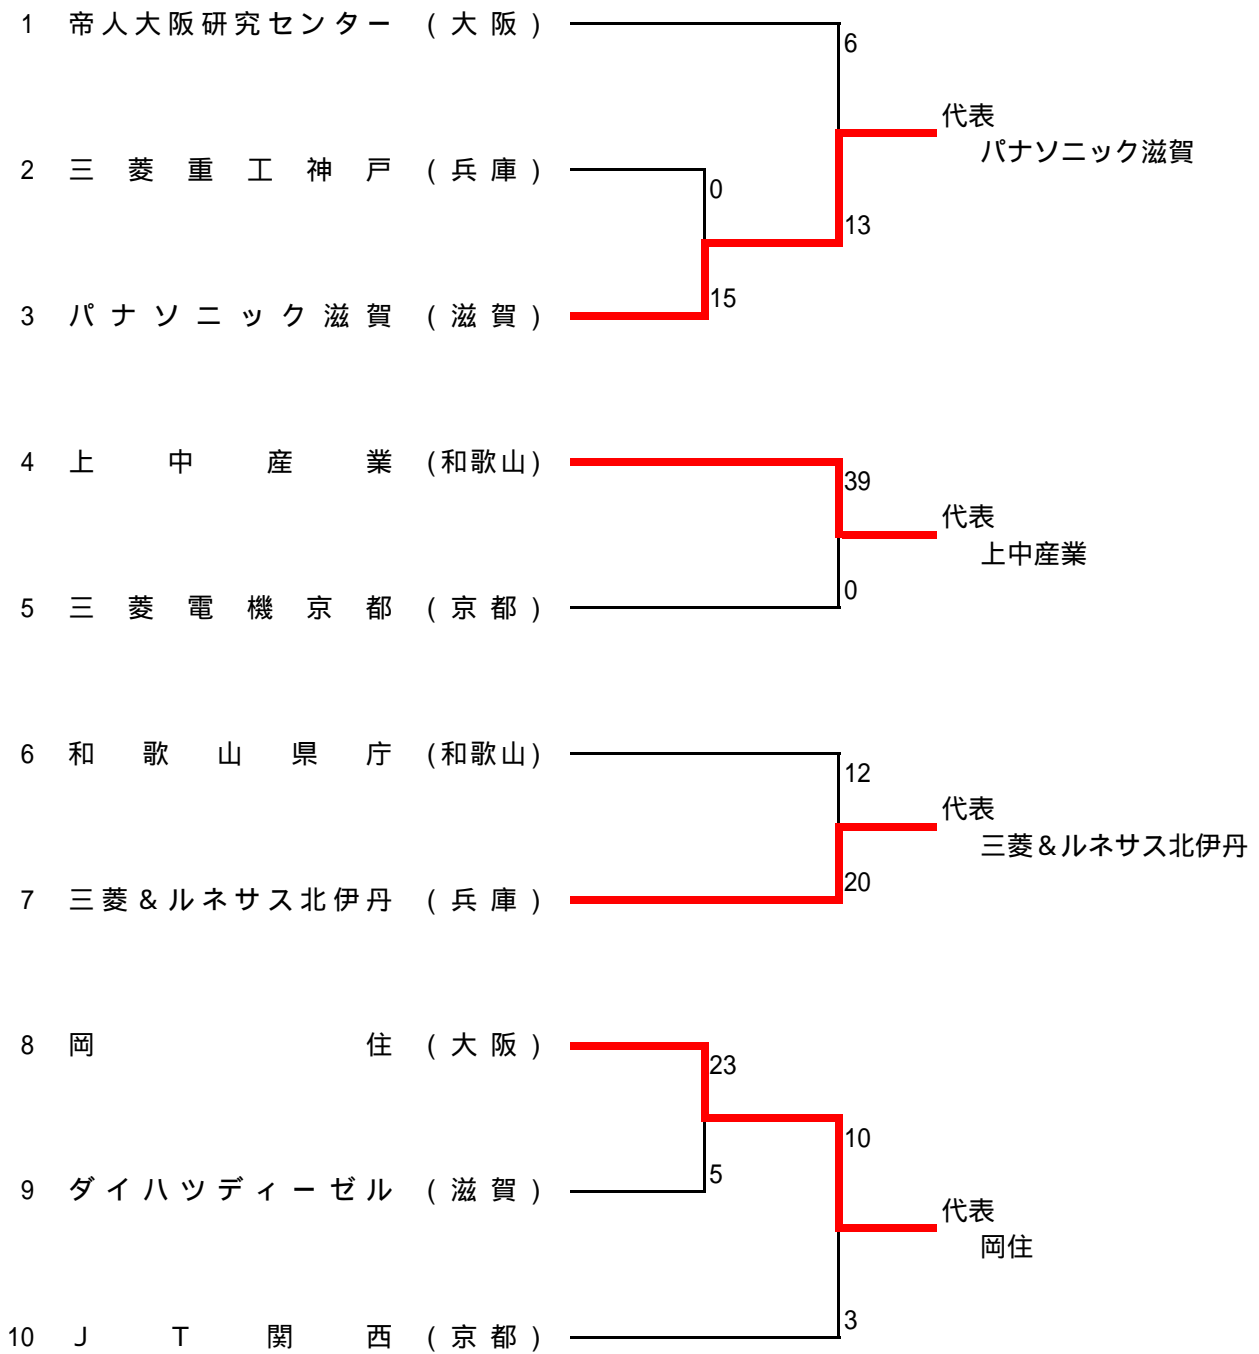 1 帝人大阪研究センター (大阪)
6
代表
パナソニック滋賀
2 三菱重工神戸 (兵庫)
0
13
15
3 パナソニック滋賀 (滋賀)
4 上中産業 (和歌山)
39
代表
上中産業
0
5 三菱電機京都 (京都)
6 和歌山県庁 (和歌山)
12
代表
三菱＆ルネサス北伊丹
20
7 三菱＆ルネサス北伊丹 (兵庫)
8 岡住 (大阪)
23
10
5
9 ダイハツディーゼル (滋賀)
代表
岡住
3
10 ＪＴ関西 (京都)